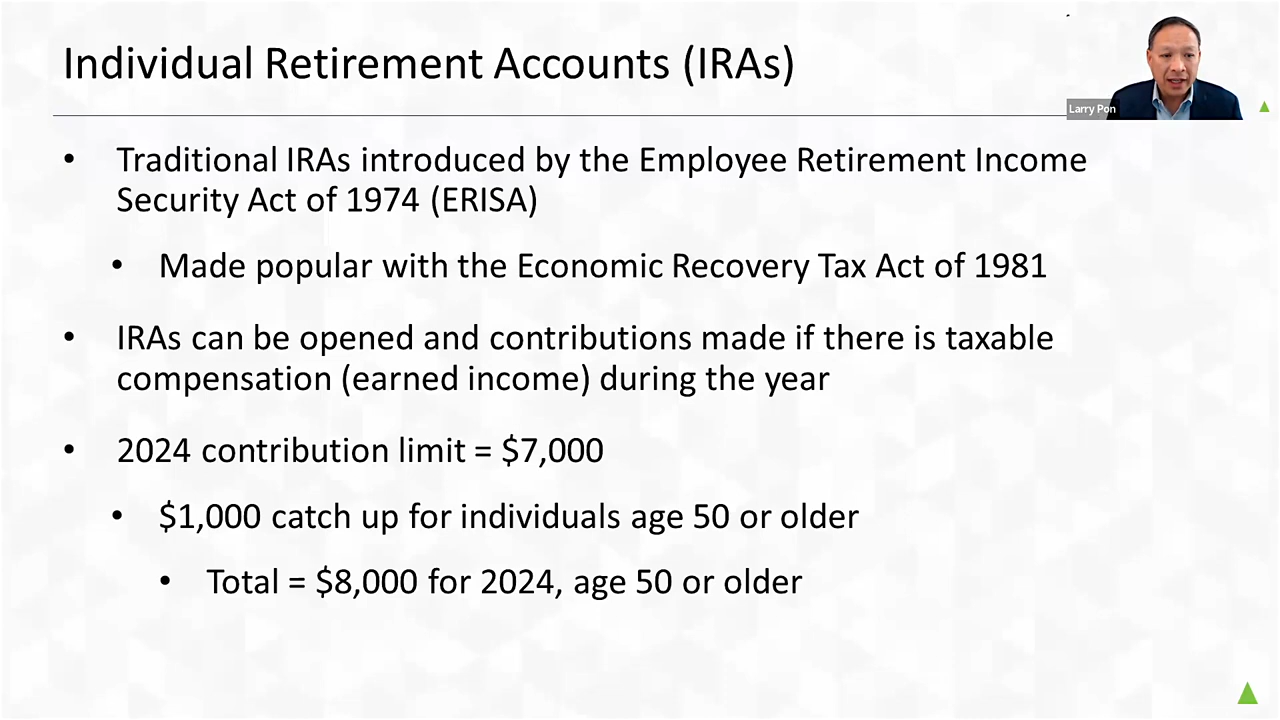 Individual Retirement Accounts (IRAs)
Larry Pon
• Traditional IRAs introduced by the Employee Retirement Income
Security Act of 1974 (ERISA)
• Made popular with the Economic Recovery Tax Act of 1981
• IRAs can be opened and contributions made if there is taxable
compensation (earned income) during the year
• 2024 contribution limit = $7,000
• $1,000 catch up for individuals age 50 or older
• Total = $8,000 for 2024, age 50 or older